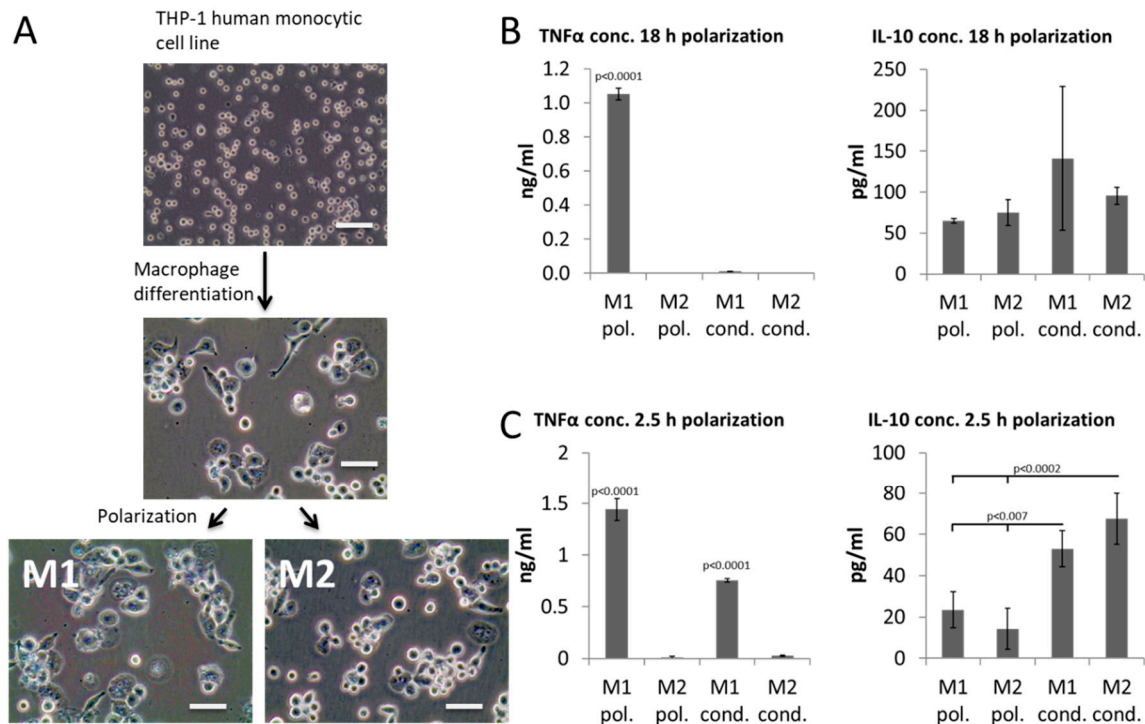 A
THP-1 human monocytic
cell line
Macrophage
differentiation
Polarization
M1
M2
B
TNFα conc. 18 h polarization
ng/ml
1.2
1.0
0.8
0.6
0.4
0.2
0.0
p<0.0001
M1 pol.
M2 pol.
M1 cond.
M2 cond.
IL-10 conc. 18 h polarization
pg/ml
250
200
150
100
50
0
M1 pol.
M2 pol.
M1 cond.
M2 cond.
C
TNFα conc. 2.5 h polarization
ng/ml
2
1.5
1
0.5
0
p<0.0001
p<0.0001
M1 pol.
M2 pol.
M1 cond.
M2 cond.
IL-10 conc. 2.5 h polarization
pg/ml
100
80
60
40
20
0
p<0.0002
p<0.007
M1 pol.
M2 pol.
M1 cond.
M2 cond